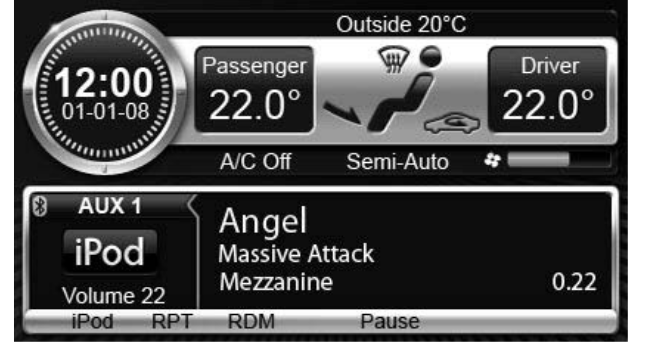 Outside 20°C
12:00
01-01-08
Passenger
22.0°
Driver
22.0°
A/C Off
Semi-Auto
AUX 1
iPod
Volume 22
Angel
Massive Attack
Mezzanine
0.22
iPod RPT RDM Pause